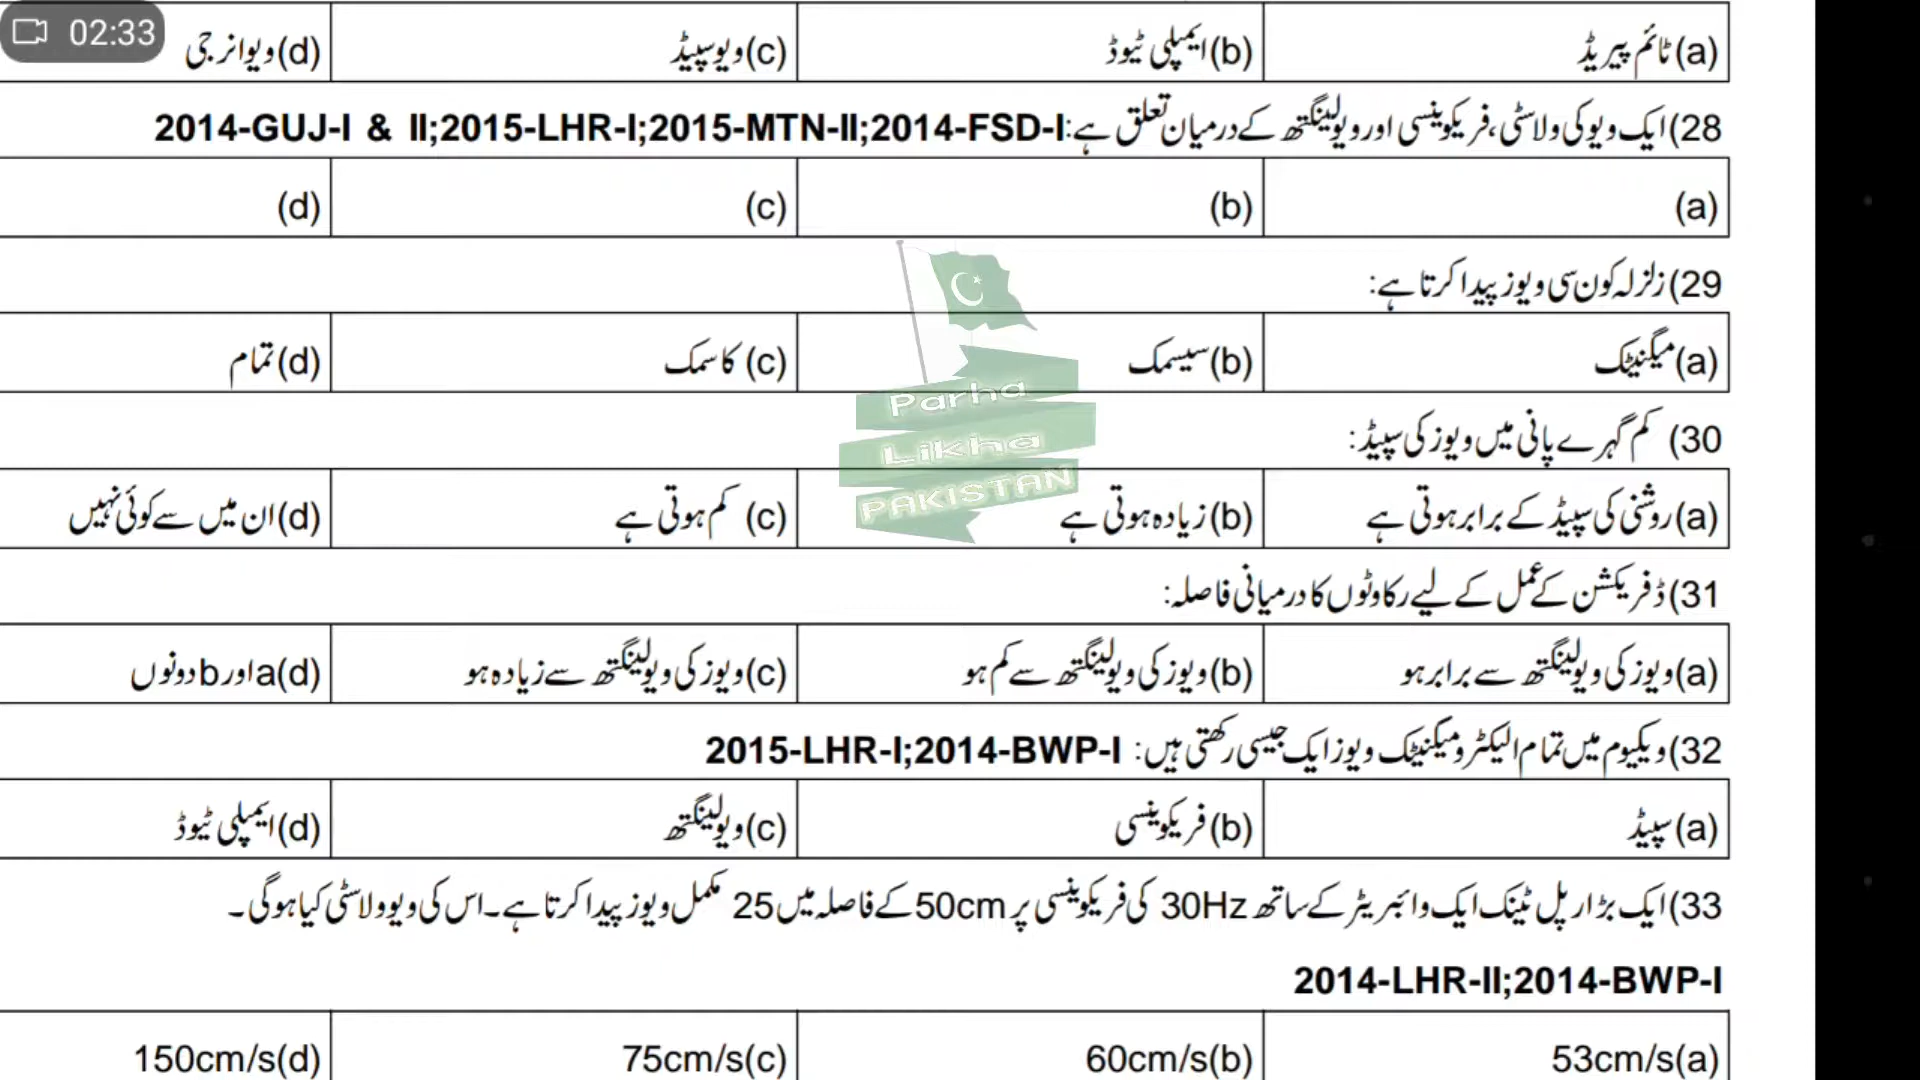 02:33
(a) ٹائم پیریڈ (b) ایمپلی ٹیوڈ (c) ویوسپیڈ (d) ویوانرجی
28) ایک ویو کی ولاسٹی، فریکوئنسی اور ویولینگتھ کے درمیان تعلق ہے: 2014-GUJ-I & II;2015-LHR-I;2015-MTN-II;2014-FSD-I
(a) (b) (c) (d)
29) زلزلہ کون سی ویوز پیدا کرتا ہے:
(a) میگنیٹک (b) سیسمک (c) کاسمک (d) تمام
30) کم گہرے پانی میں ویوز کی سپیڈ:
(a) روشنی کی سپیڈ کے برابر ہوتی ہے (b) زیادہ ہوتی ہے (c) کم ہوتی ہے (d) ان میں سے کوئی نہیں
31) ڈفریکشن کے عمل کے لیے رکاوٹوں کا درمیانی فاصلہ:
(a) ویوز کی ویولینگتھ سے برابر ہو (b) ویوز کی ویولینگتھ سے کم ہو (c) ویوز کی ویولینگتھ سے زیادہ ہو (d) a اور b دونوں
32) ویکیوم میں تمام الیکٹرومیگنیٹک ویوز ایک جیسی رکھتی ہیں: 2015-LHR-I;2014-BWP-I
(a) سپیڈ (b) فریکوئنسی (c) ویولینگتھ (d) ایمپلی ٹیوڈ
33) ایک بڑا رپل ٹینک ایک وائبریٹر کے ساتھ 30Hz کی فریکوئنسی پر 50cm کے فاصلہ میں 25 مکمل ویوز پیدا کرتا ہے۔ اس کی ویو ولاسٹی کیا ہوگی۔
2014-LHR-II;2014-BWP-I
53cm/s(a) 60cm/s(b) 75cm/s(c) 150cm/s(d)
Parha
Likha
PAKISTAN